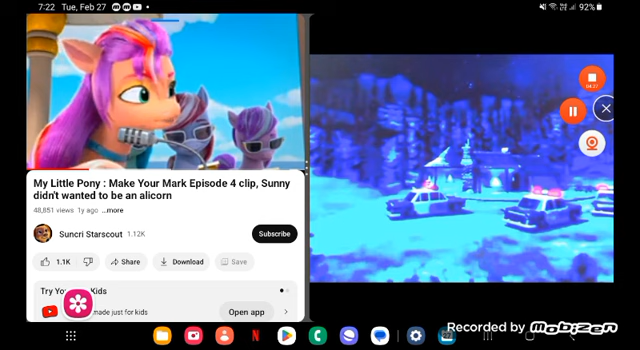 7:22 Tue, Feb 27
92%
04:27
My Little Pony : Make Your Mark Episode 4 clip, Sunny
didn't wanted to be an alicorn
48,851 views 1y ago ...more
Suncri Starscout 1.12K
Subscribe
1.1K
Share
Download
Save
Try Yo Kids
made just for kids
Open app
Recorded by Mobizen